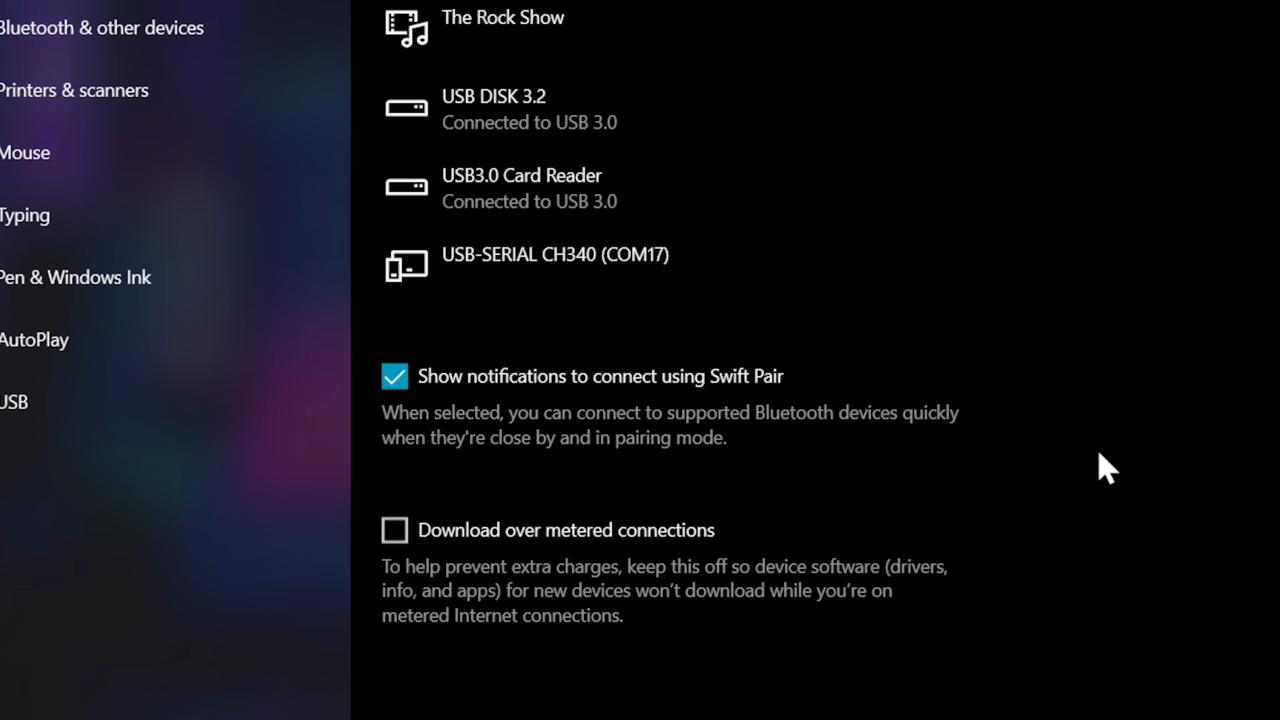 Bluetooth & other devices
Printers & scanners
Mouse
Typing
Pen & Windows Ink
AutoPlay
USB
The Rock Show
USB DISK 3.2
Connected to USB 3.0
USB3.0 Card Reader
Connected to USB 3.0
USB-SERIAL CH340 (COM17)
Show notifications to connect using Swift Pair
When selected, you can connect to supported Bluetooth devices quickly
when they're close by and in pairing mode.
Download over metered connections
To help prevent extra charges, keep this off so device software (drivers,
info, and apps) for new devices won't download while you're on
metered Internet connections.